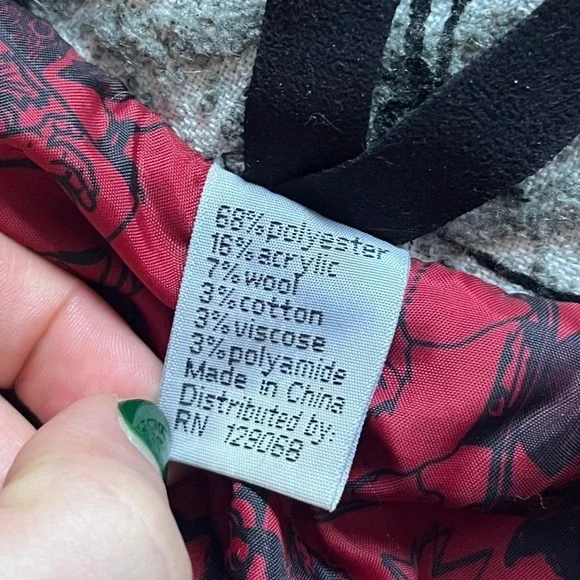 68% polyester
16% acrylic
7% wool
3% cotton
3% viscose
3% polyamide
Made in China
Distributed by:
RN 129068